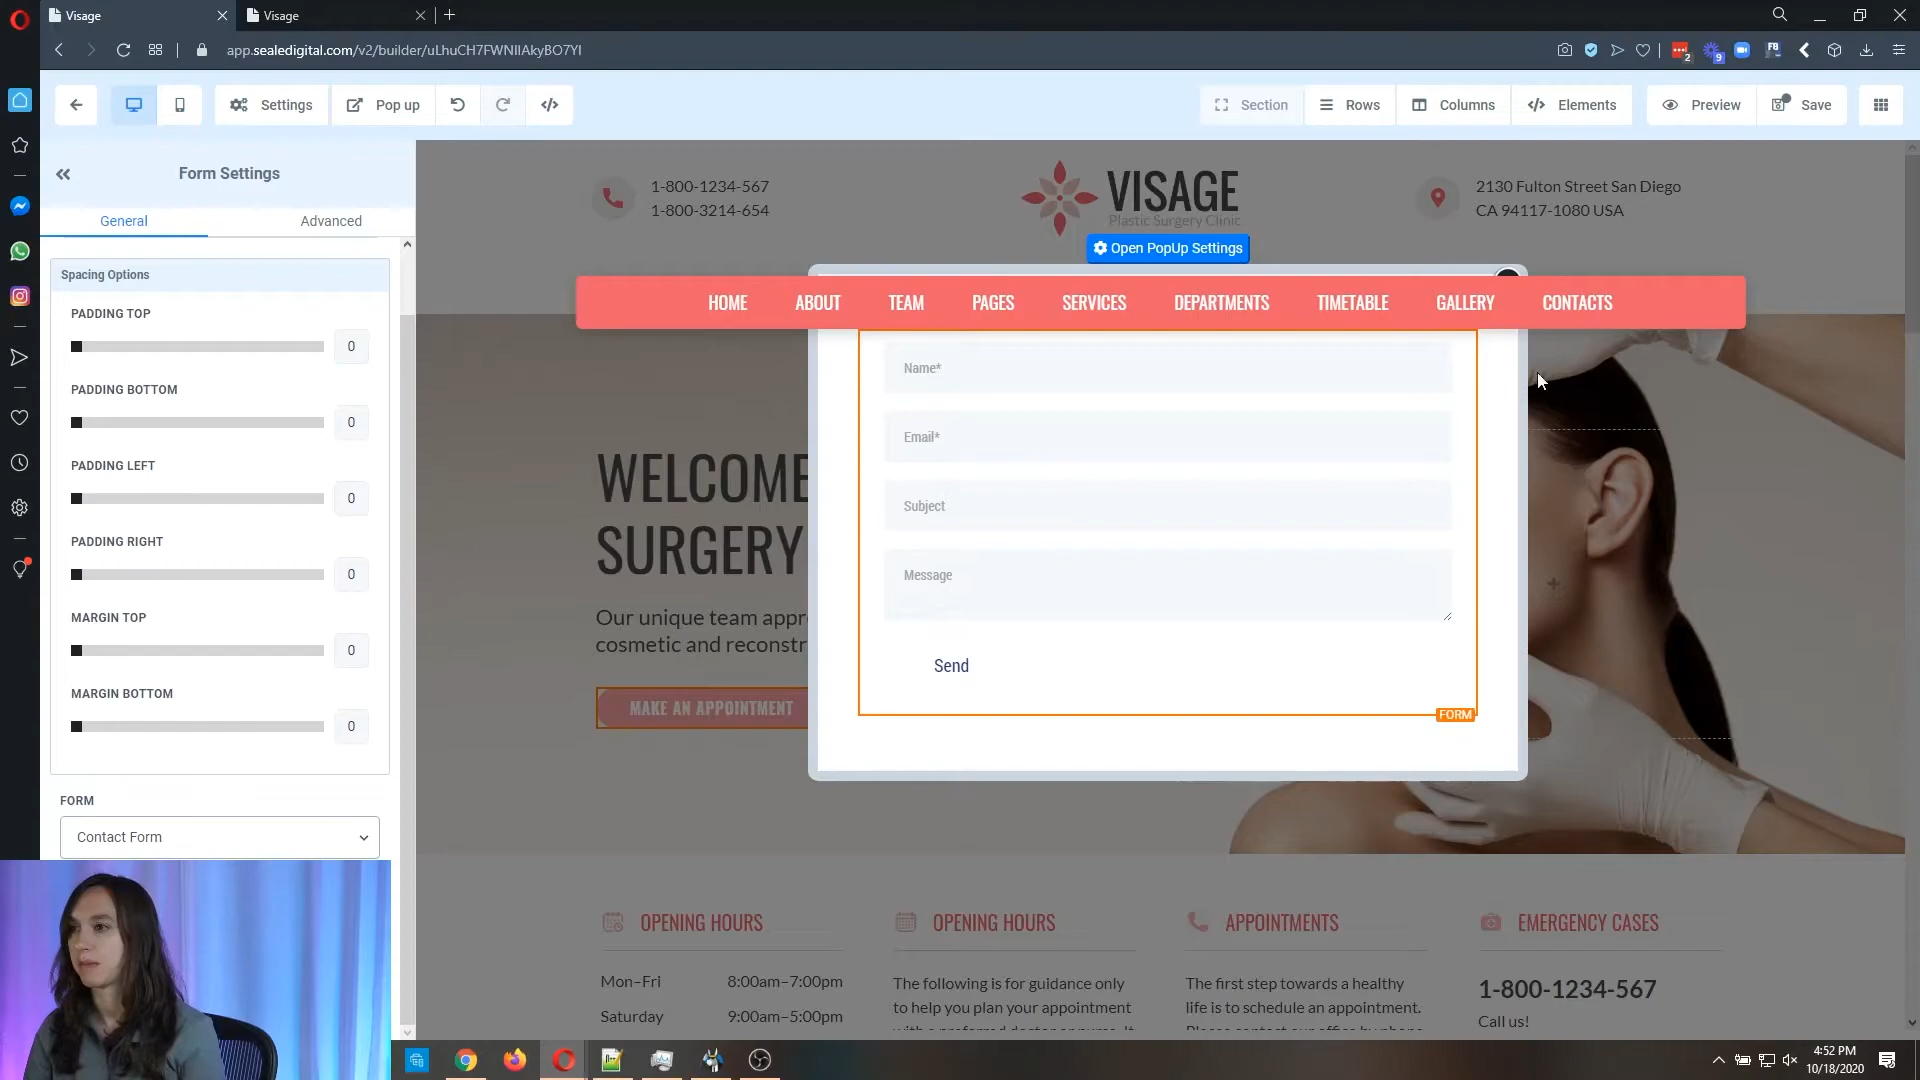 Visage
Visage
app.sealedigital.com/v2/builder/uLhuCH7FWNIIAkyBO7YI
2
9
Settings
Pop up
Section
Rows
Columns
Elements
Preview
Save
Form Settings
General
Advanced
Spacing Options
PADDING TOP
0
PADDING BOTTOM
0
PADDING LEFT
0
PADDING RIGHT
0
MARGIN TOP
0
MARGIN BOTTOM
0
FORM
Contact Form
1-800-1234-567
1-800-3214-654
VISAGE
Plastic Surgery Clinic
2130 Fulton Street San Diego
CA 94117-1080 USA
Open PopUp Settings
HOME
ABOUT
TEAM
PAGES
SERVICES
DEPARTMENTS
TIMETABLE
GALLERY
CONTACTS
Name*
Email*
Subject
Message
Send
FORM
WELCOME
SURGERY
Our unique team appr
cosmetic and reconstr
MAKE AN APPOINTMENT
OPENING HOURS
Mon–Fri 8:00am–7:00pm
Saturday 9:00am–5:00pm
OPENING HOURS
The following is for guidance only
to help you plan your appointment
APPOINTMENTS
The first step towards a healthy
life is to schedule an appointment.
EMERGENCY CASES
1-800-1234-567
Call us!
4:52 PM
10/18/2020